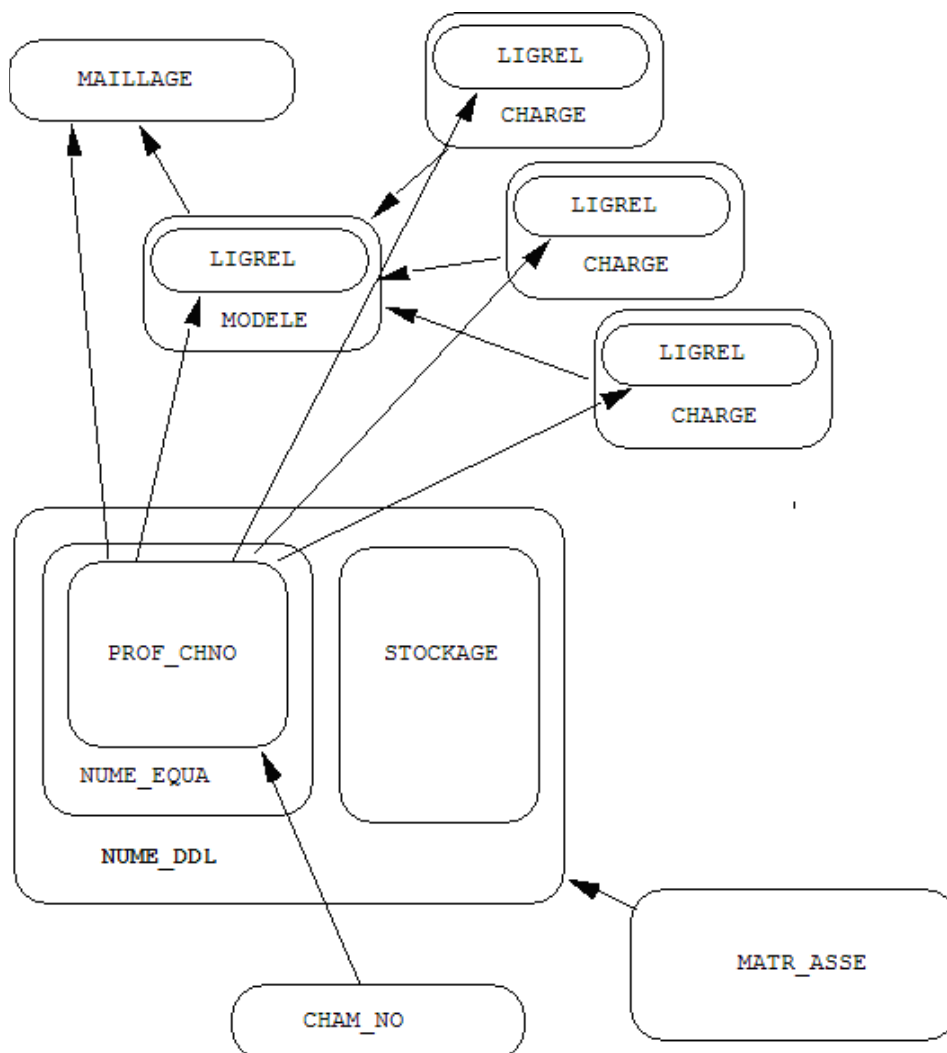 LIGREL
MAILLAGE
CHARGE
LIGREL
LIGREL
CHARGE
MODELE
LIGREL
CHARGE
PROF_CHNO
STOCKAGE
NUME_EQUA
NUME_DDL
MATR_ASSE
CHAM_NO